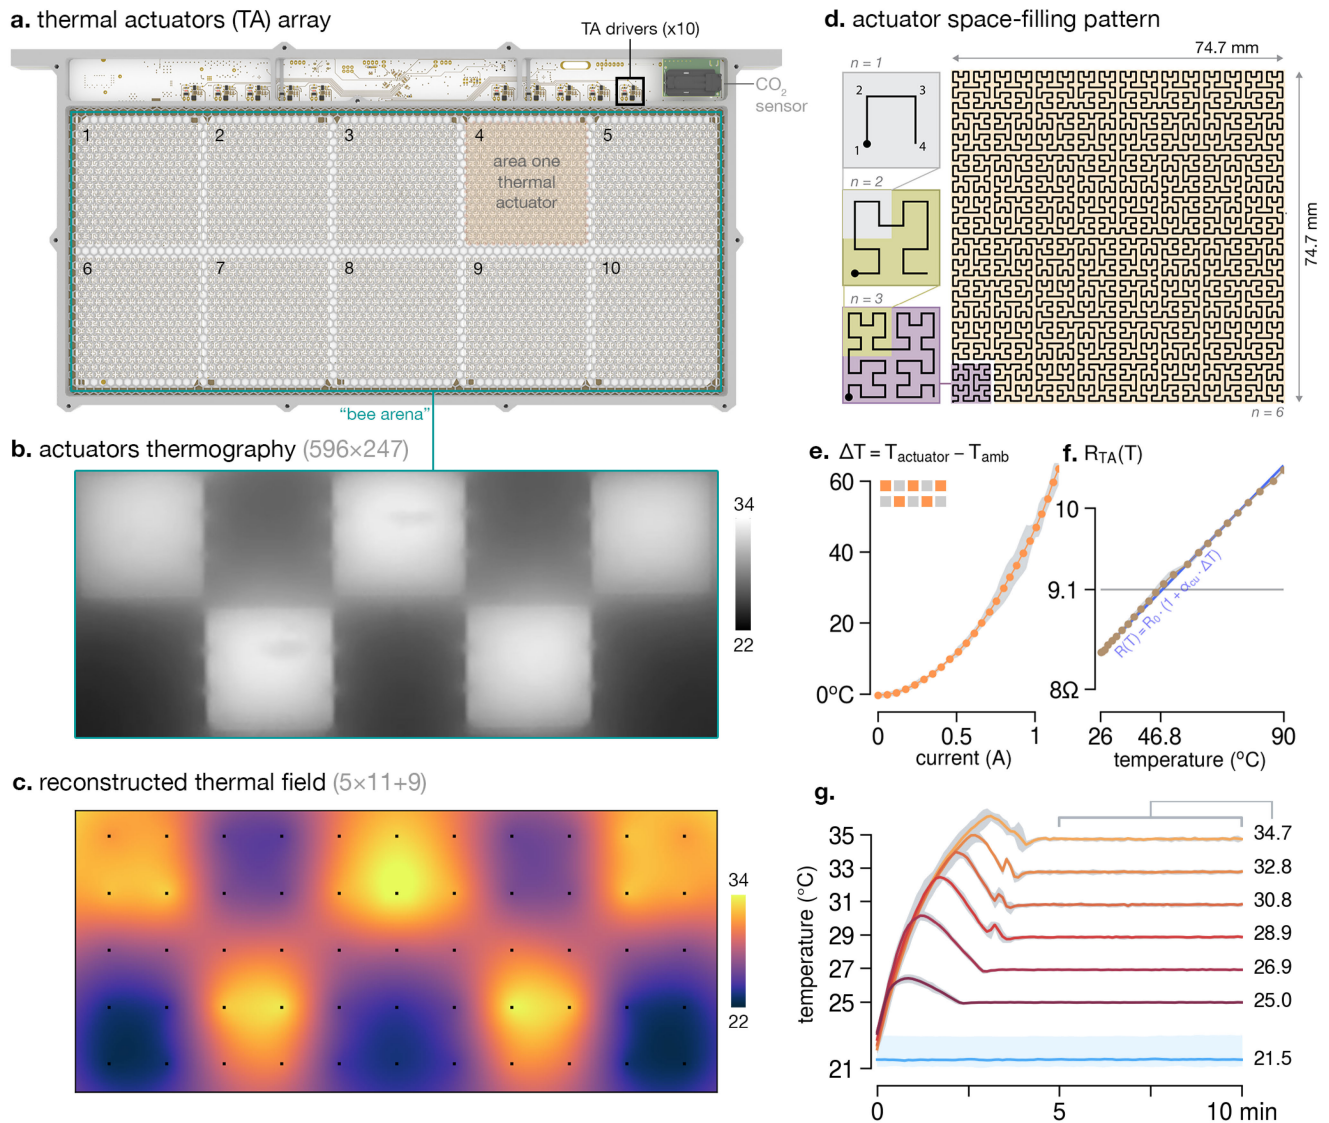 a. thermal actuators (TA) array
TA drivers (x10)
CO2
sensor
1
2
3
4
5
area one
thermal
actuator
6
7
8
9
10
"bee arena"
b. actuators thermography (596×247)
34
22
c. reconstructed thermal field (5×11+9)
34
22
d. actuator space-filling pattern
74.7 mm
74.7 mm
n = 1
2
3
1
4
n = 2
n = 3
n = 6
e. ΔT = Tactuator – Tamb
60
40
20
0ºC
0
0.5
1
current (A)
f. RTA(T)
10
9.1
8Ω
R(T) = R0· (1 + αcu · ΔT)
26
46.8
90
temperature (ºC)
g.
35
33
31
29
27
25
21
temperature (°C)
34.7
32.8
30.8
28.9
26.9
25.0
21.5
0
5
10 min